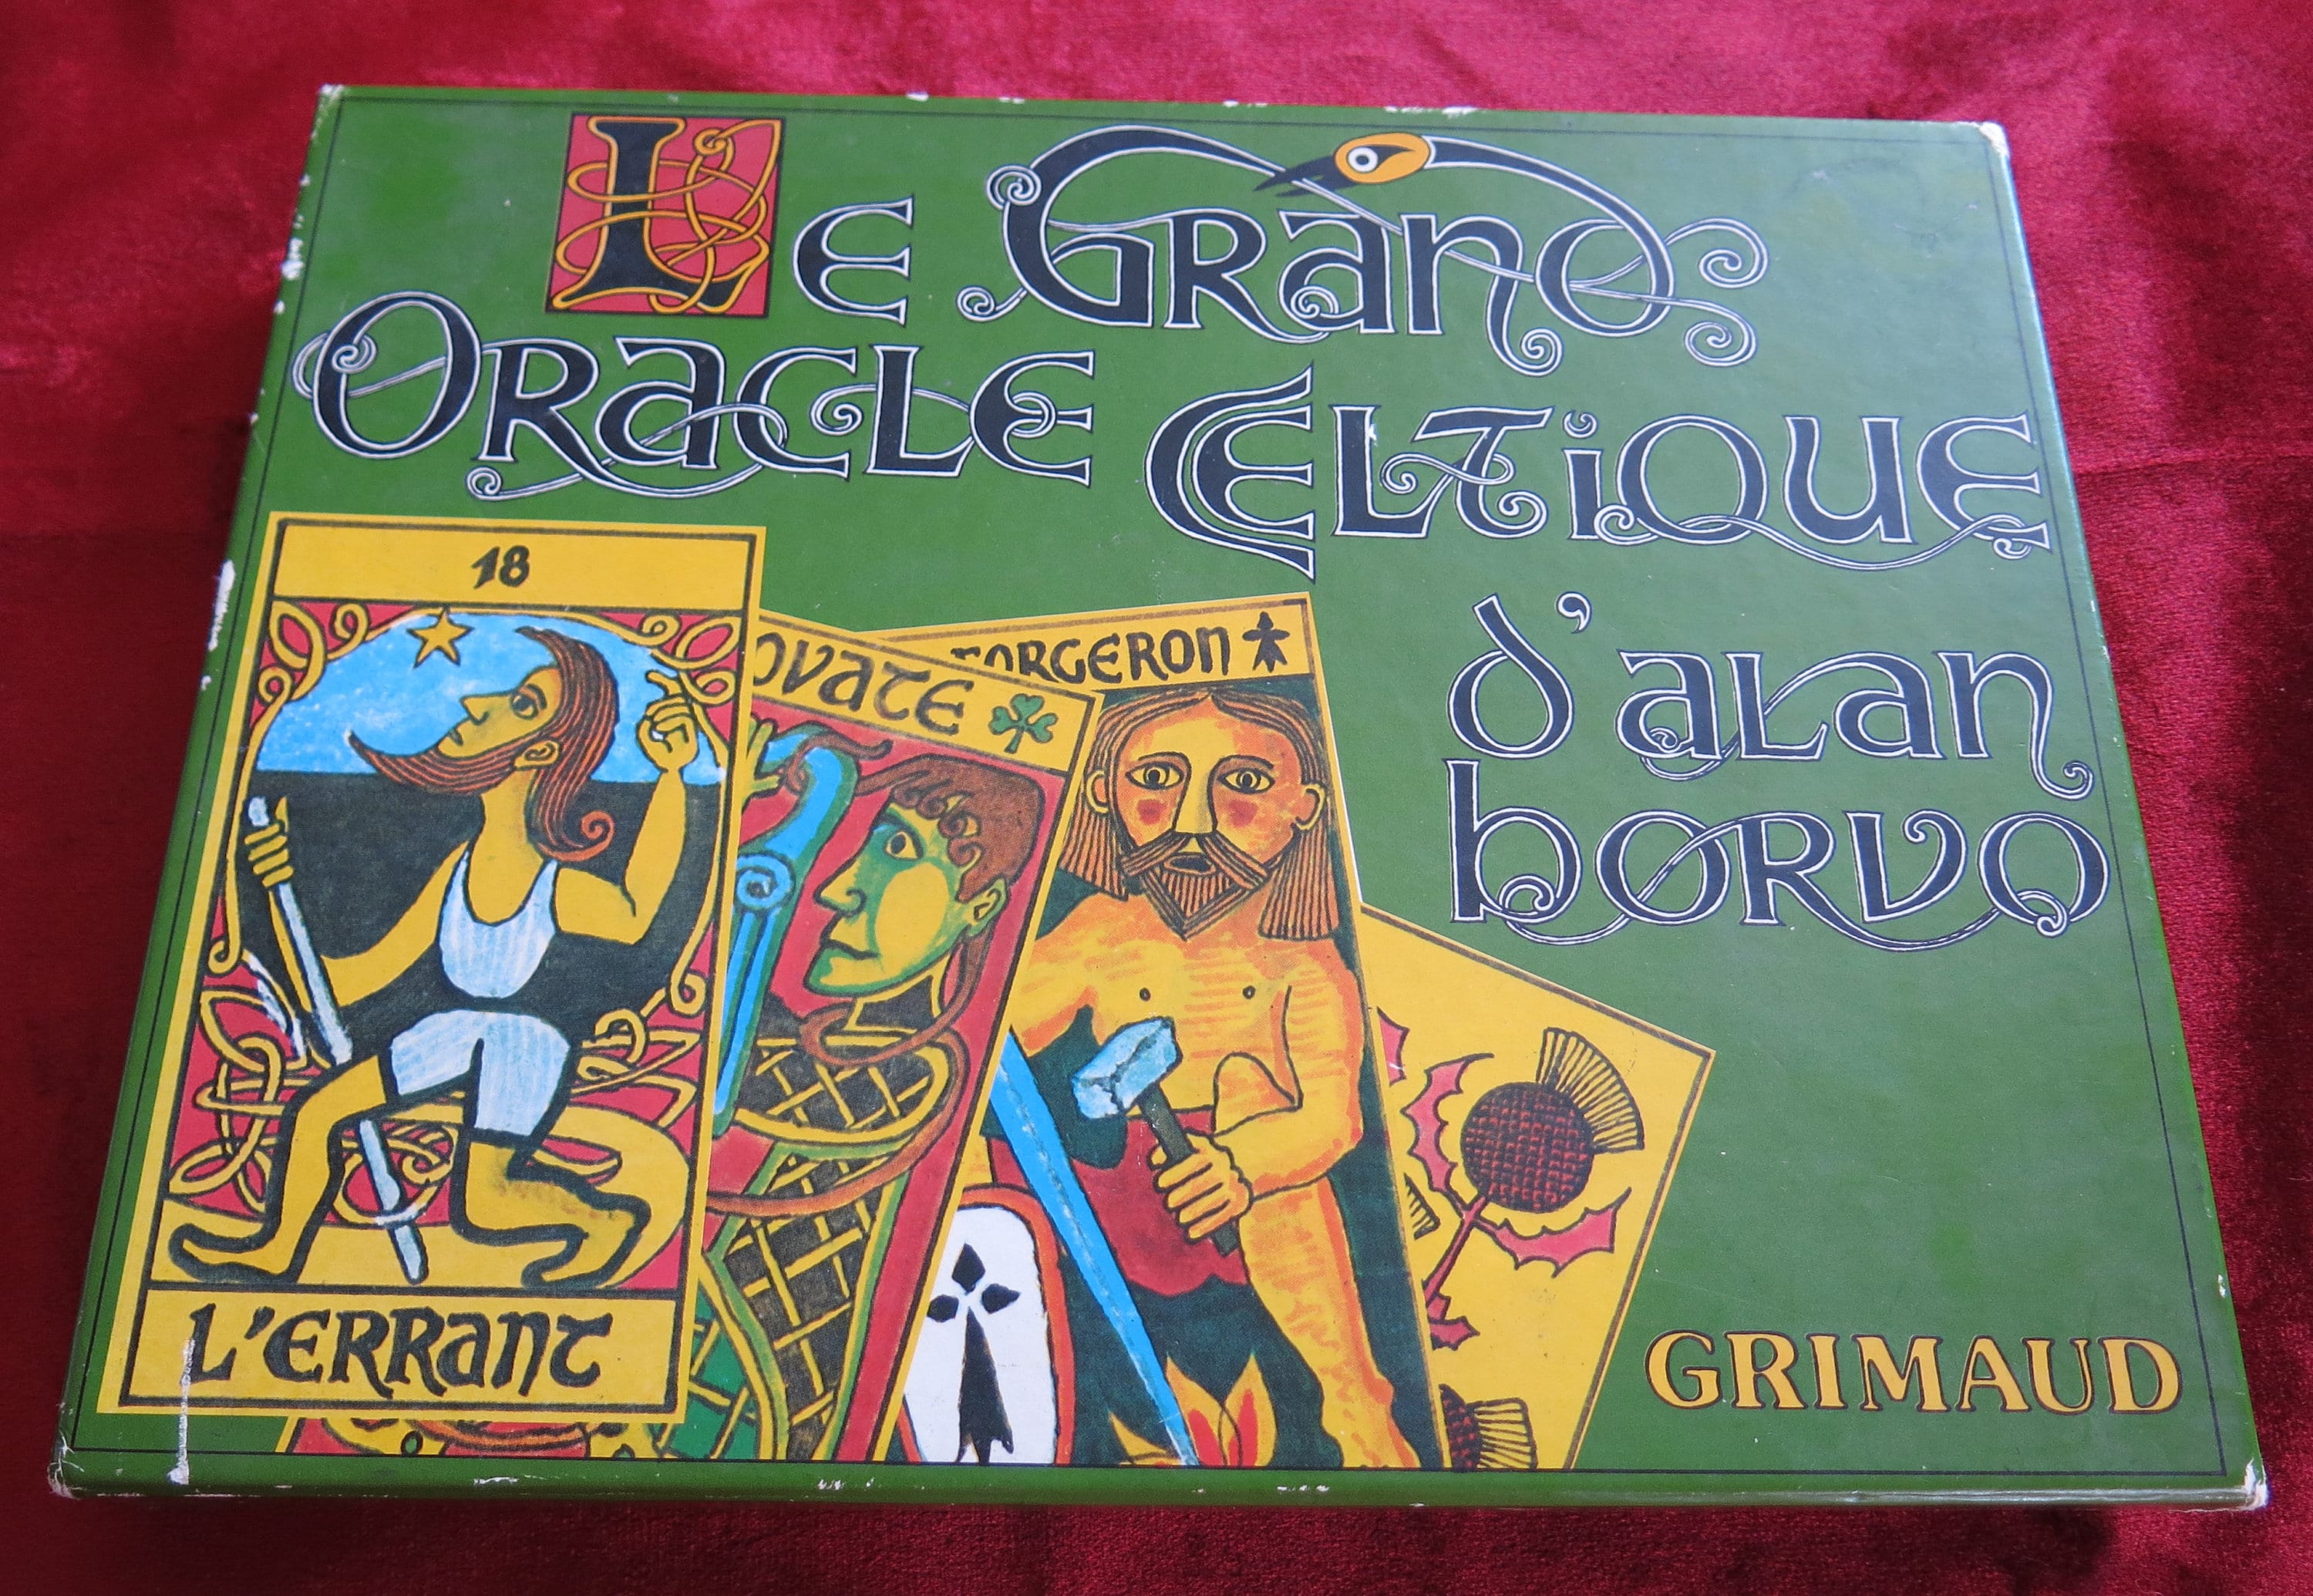 LE GRAND
ORACLE CELTIQUE
d'alan
borvo
18
L'ERRANT
OVATE
FORGERON
GRIMAUD